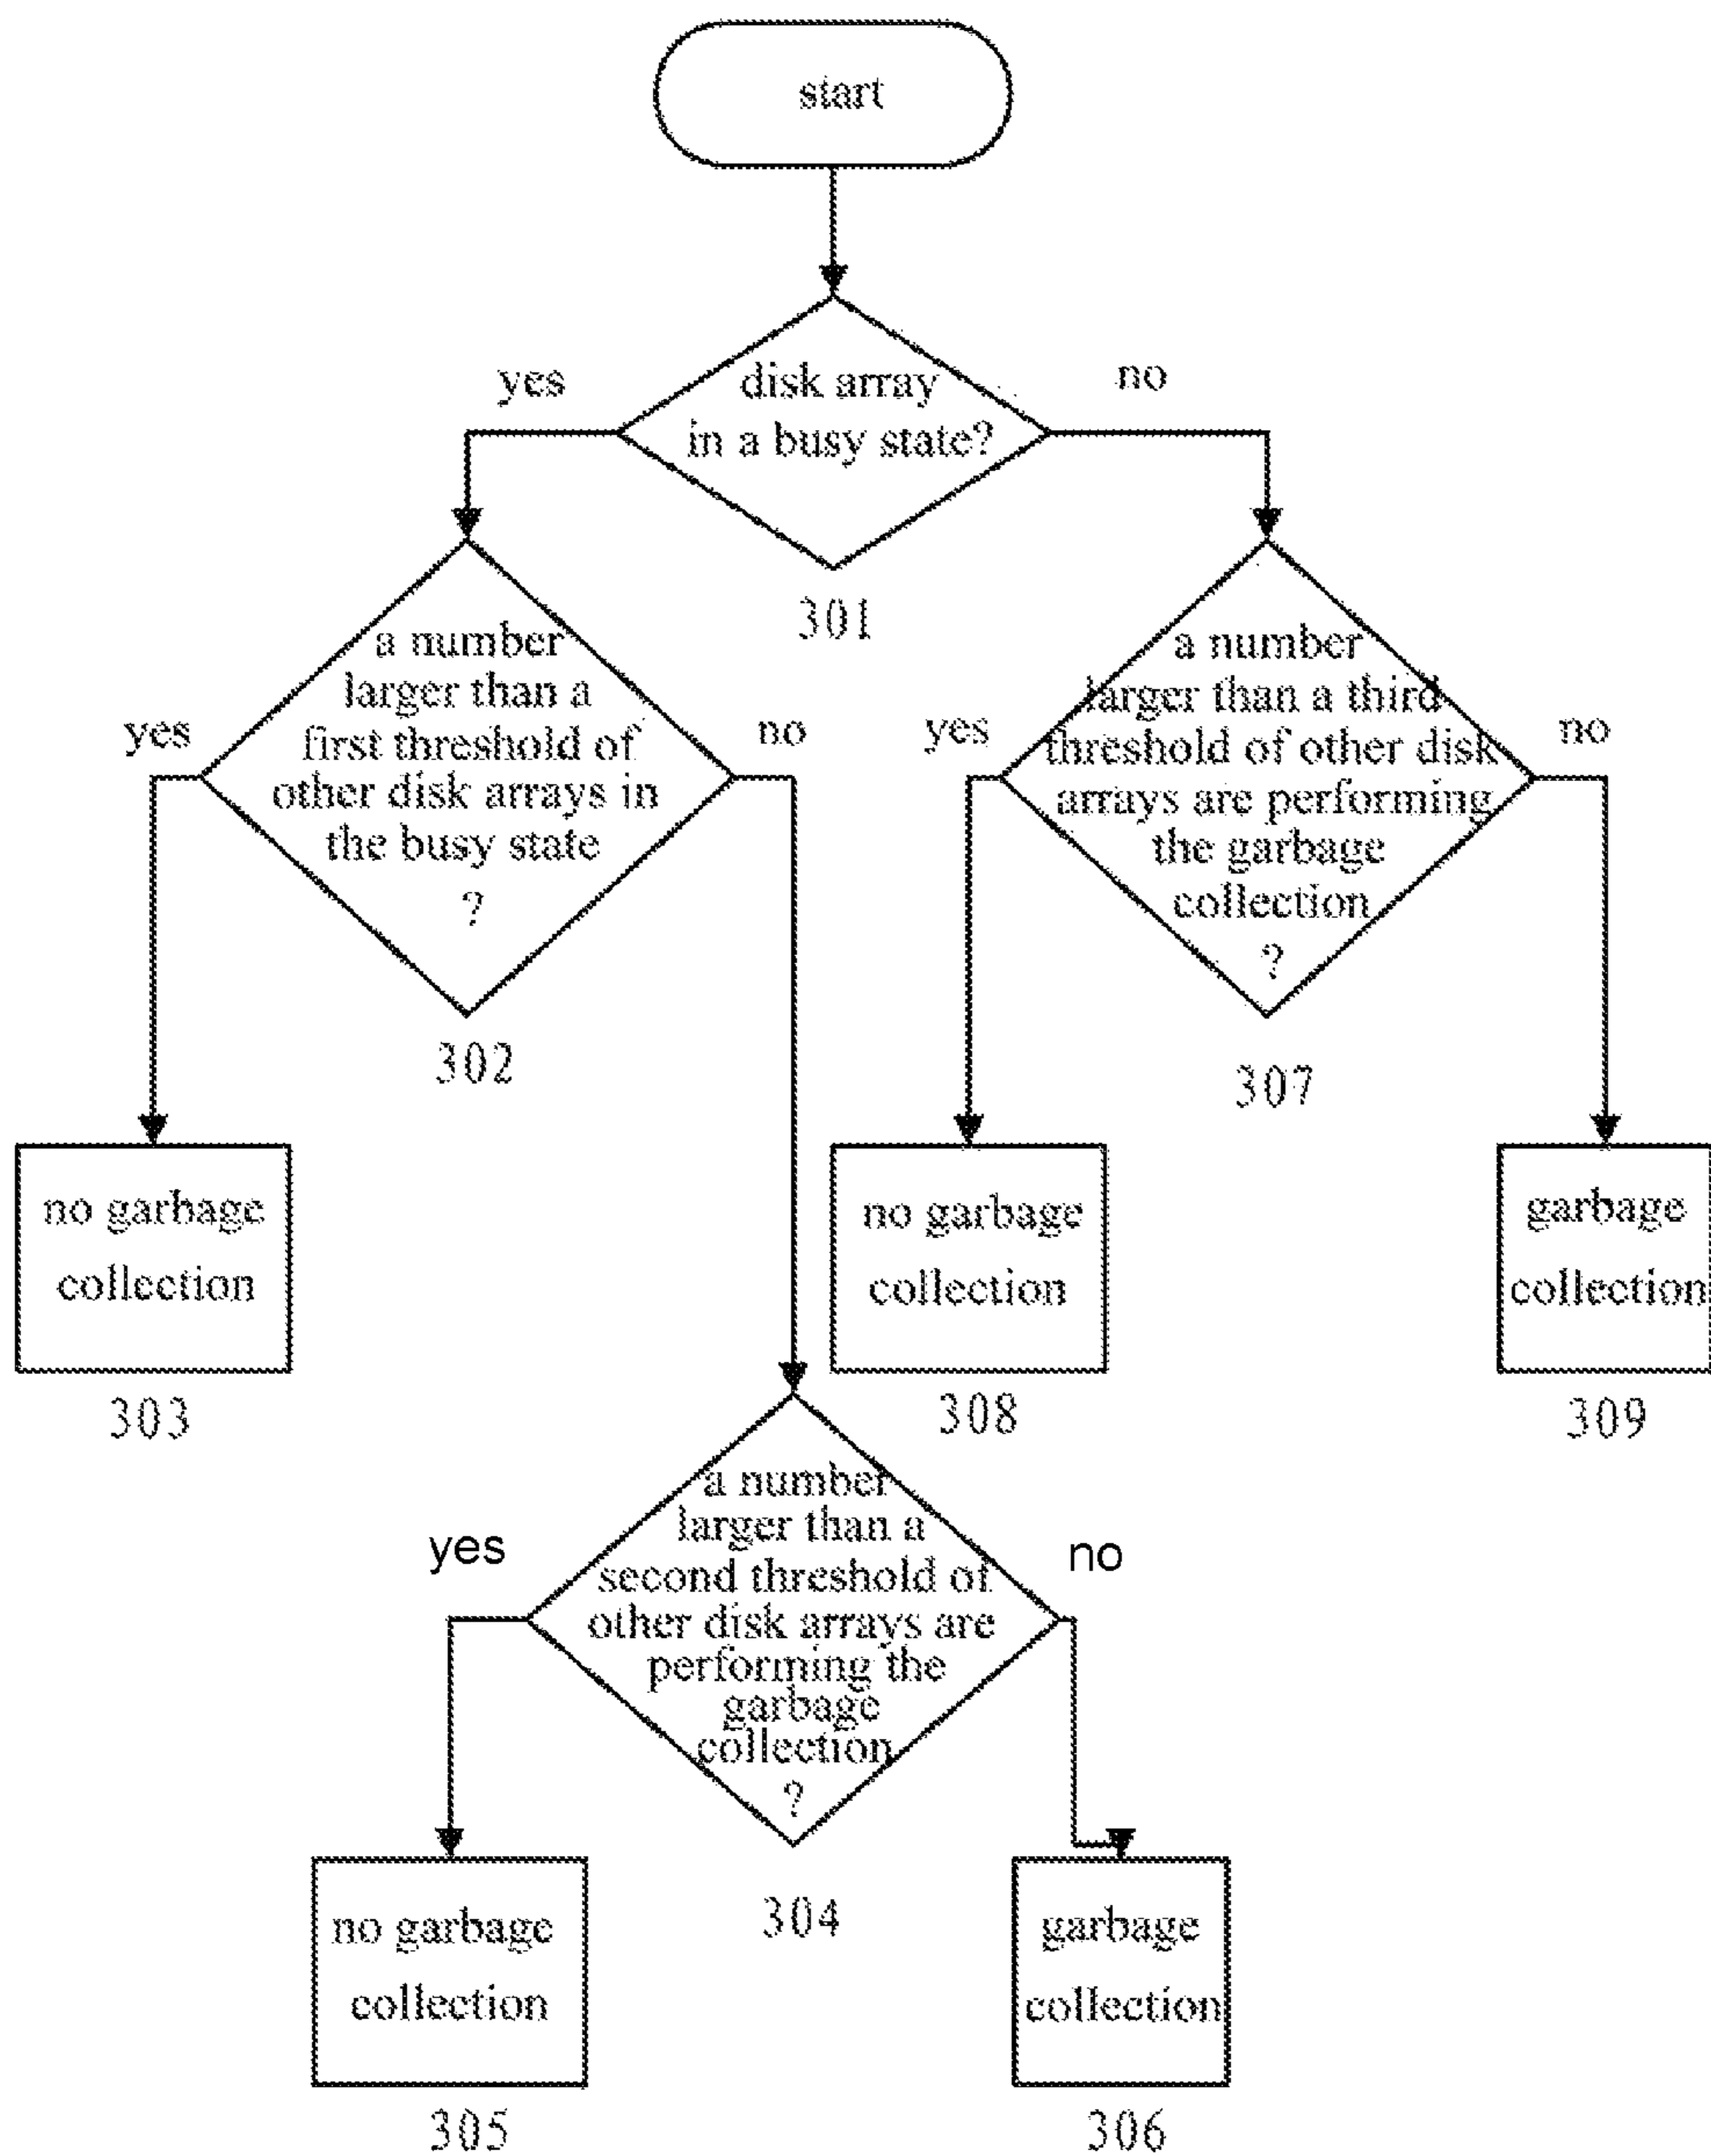 start
yes
disk array
in a busy state?
no
301
yes
a number
larger than a
first threshold of
other disk arrays in
the busy state
?
no
302
yes
a number
larger than a third
threshold of other disk
arrays are performing
the garbage
collection
?
no
307
no garbage
collection
303
no garbage
collection
308
garbage
collection
309
yes
a number
larger than a
second threshold of
other disk arrays are
performing the
garbage
collection
?
no
304
no garbage
collection
305
garbage
collection
306